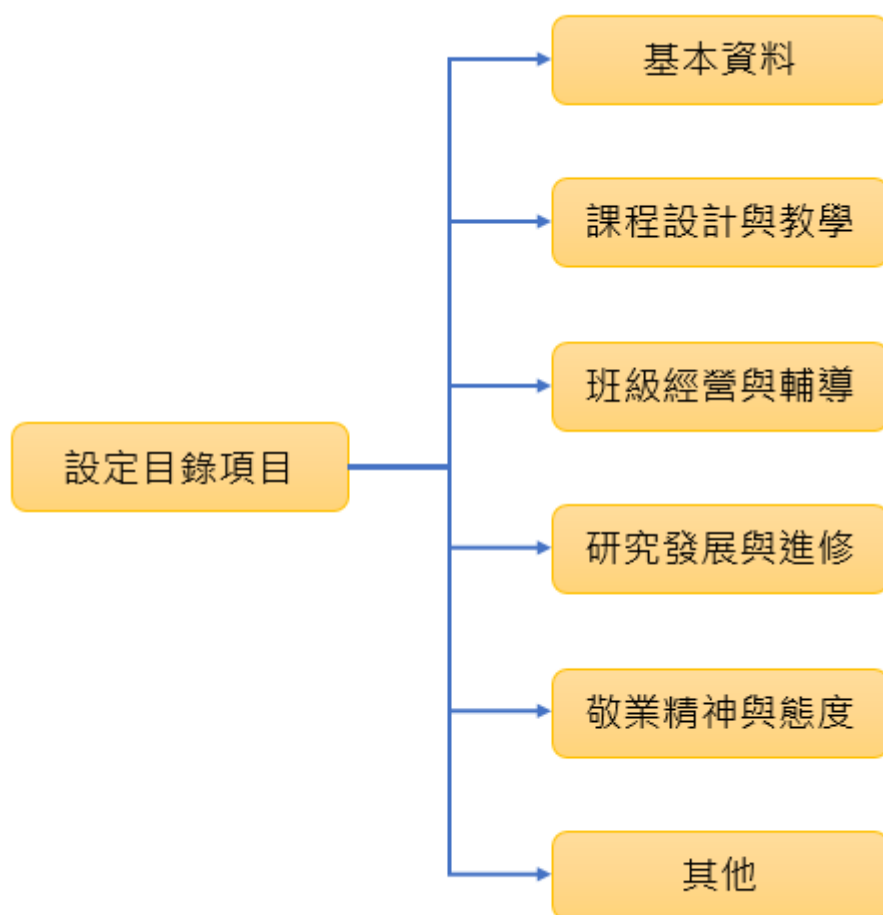 基本資料
課程設計與教學
班級經營與輔導
設定目錄項目
研究發展與進修
敬業精神與態度
其他